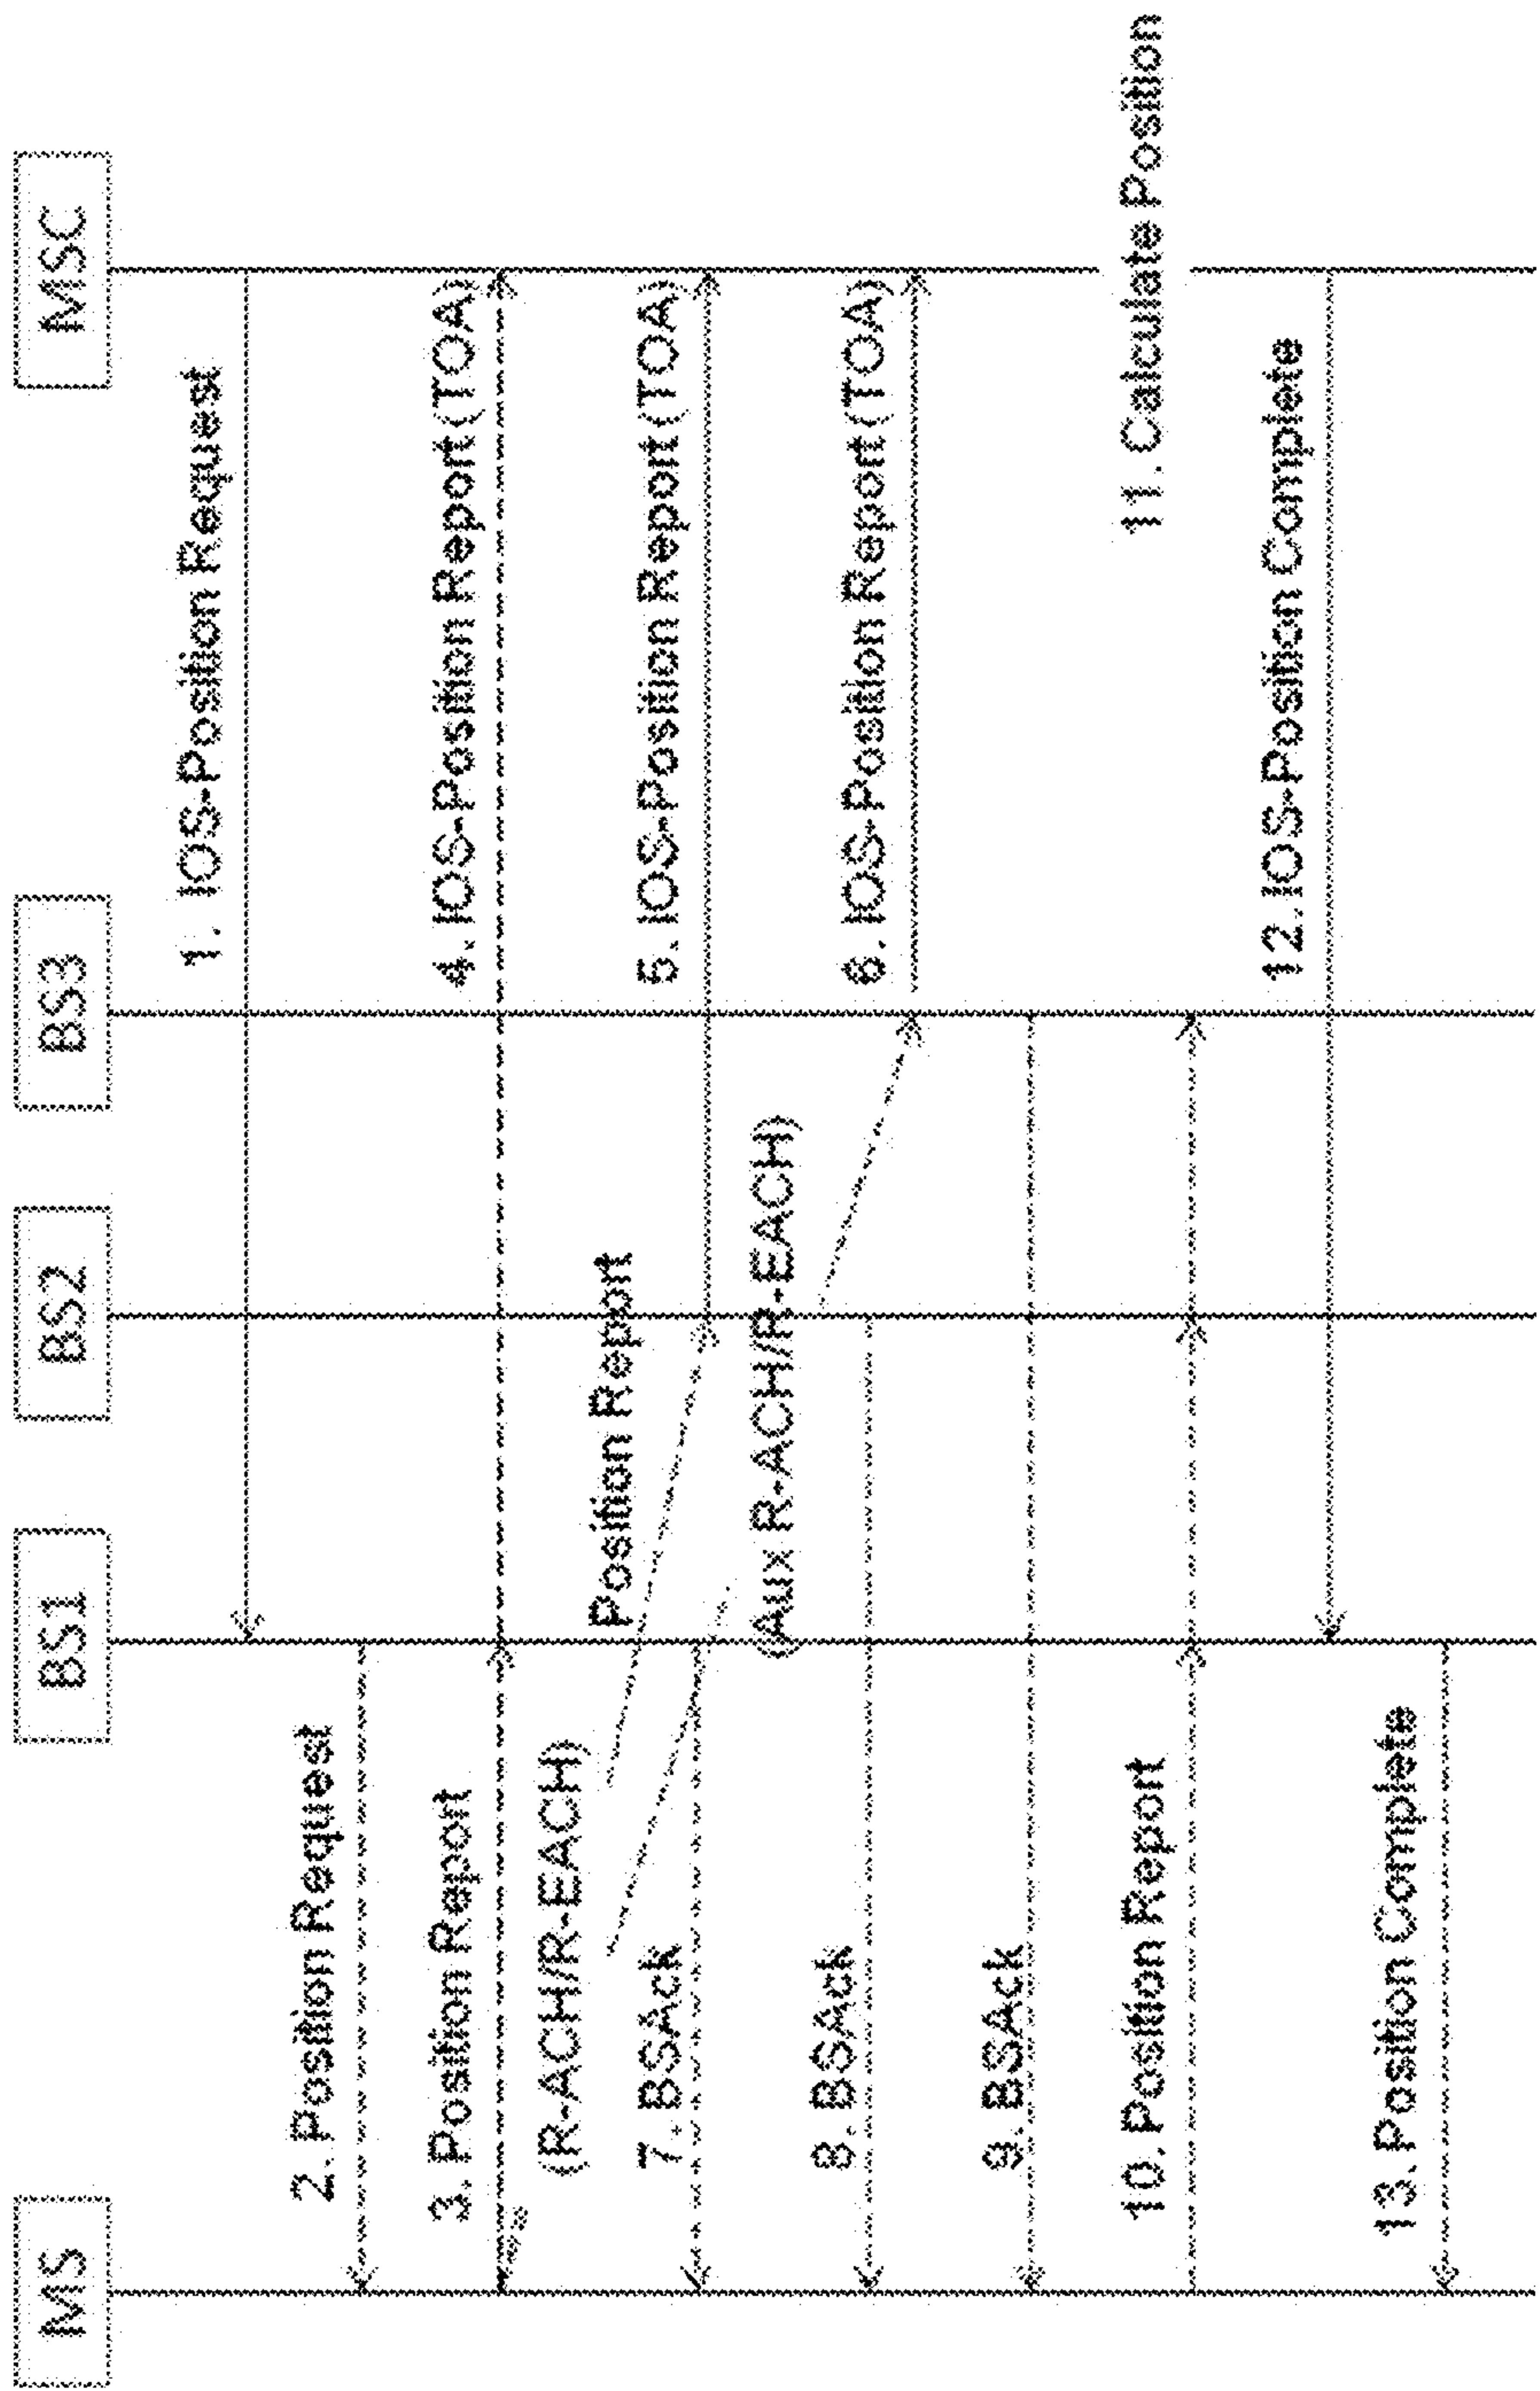 MS
BS1
BS2
BS3
MSC
1. IOS-Position Request
2. Position Request
3. Position Report
4. IOS-Position Report (TOA)
(R-ACH/R-EACH)
Position Report
5. IOS-Position Report (TOA)
7. BSAck
(Aux R-ACH/R-EACH)
6. IOS-Position Report (TOA)
8. BSAck
9. BSAck
10. Position Report
11. Calculate Position
12. IOS-Position Complete
13. Position Complete